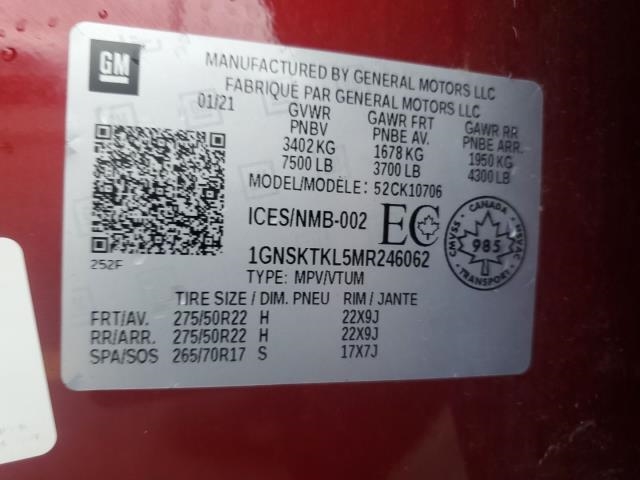 GM
MANUFACTURED BY GENERAL MOTORS LLC
FABRIQUÉ PAR GENERAL MOTORS LLC
01/21
GVWR GAWR FRT GAWR RR
PNBV PNBE AV. PNBE ARR.
3402 KG 1678 KG 1950 KG
7500 LB 3700 LB 4300 LB
MODEL/MODÈLE: 52CK10706
ICES/NMB-002 EC
CANADA
CMVSS 985 NSVAC
1GNSKTKL5MR246062
252F
TYPE: MPV/VTUM
TIRE SIZE / DIM. PNEU RIM / JANTE
FRT/AV. 275/50R22 H 22X9J
RR/ARR. 275/50R22 H 22X9J
SPA/SOS 265/70R17 S 17X7J